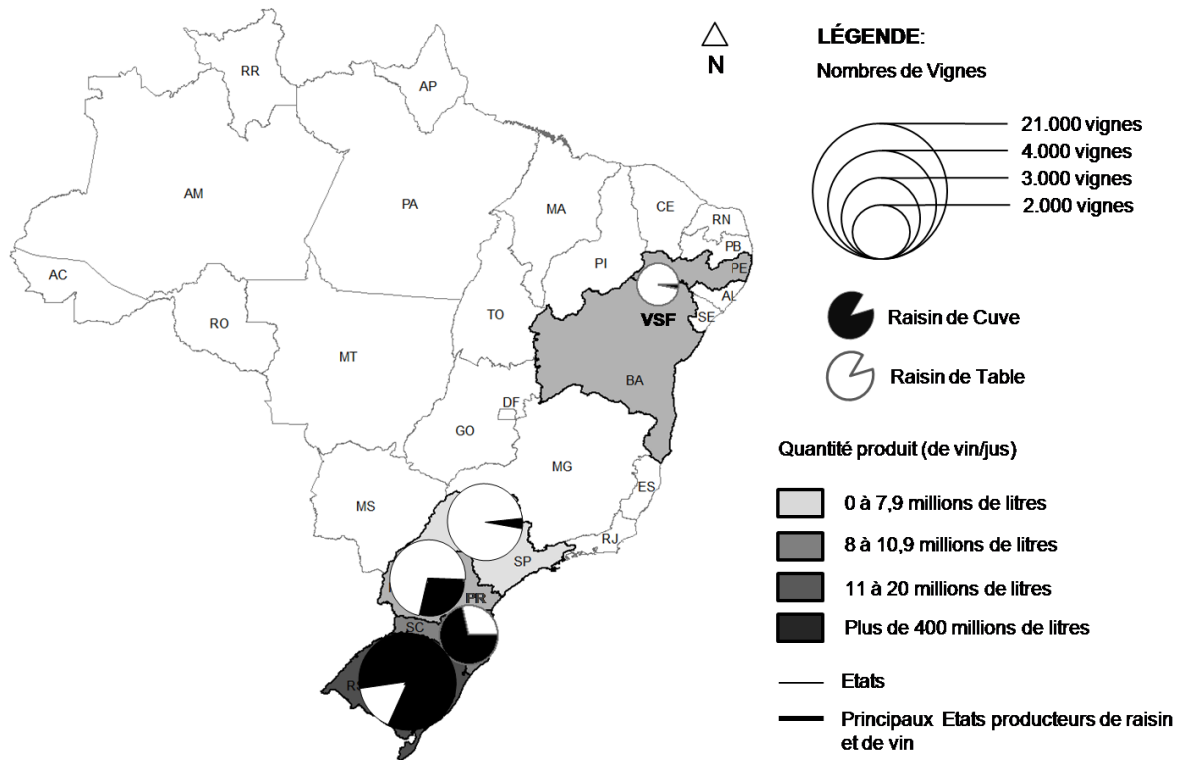 RR
AP
AM
PA
MA
CE
RN
PB
PE
PI
AL
SE
AC
RO
TO
VSF
MT
BA
DF
GO
MG
ES
MS
RJ
SP
PR
SC
N
LÉGENDE:
Nombres de Vignes
21.000 vignes
4.000 vignes
3.000 vignes
2.000 vignes
Raisin de Cuve
Raisin de Table
Quantité produit (de vin/jus)
0 à 7,9 millions de litres
8 à 10,9 millions de litres
11 à 20 millions de litres
Plus de 400 millions de litres
Etats
Principaux Etats producteurs de raisin
et de vin